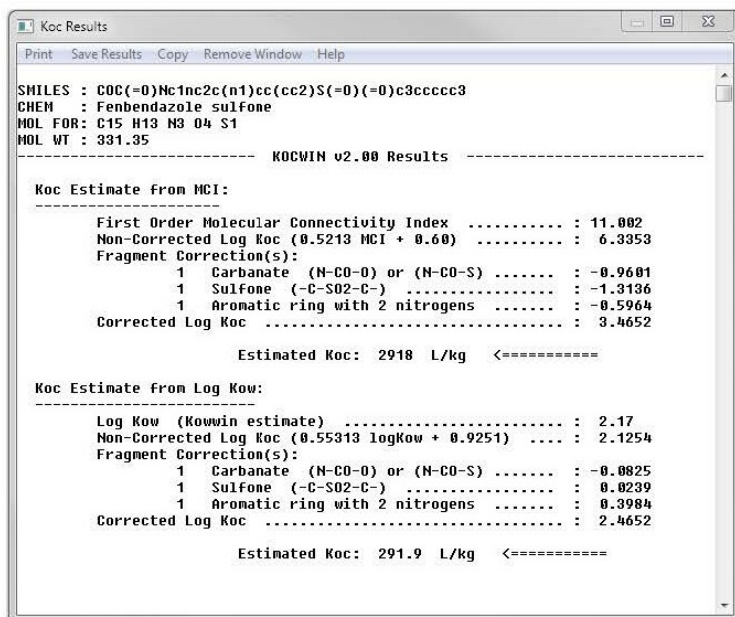 Koc Results
Print Save Results Copy Remove Window Help
SMILES : COC(=O)Nc1nc2c(n1)cc(cc2)S(=O)(=O)c3ccccc3
CHEM : Fenbendazole sulfone
MOL FOR: C15 H13 N3 O4 S1
MOL WT : 331.35
--------------------------- KOCWIN v2.00 Results ---------------------------
Koc Estimate from MCI:
---------------------
First Order Molecular Connectivity Index ........... : 11.002
Non-Corrected Log Koc (0.5213 MCI + 0.60) .......... : 6.3353
Fragment Correction(s):
1 Carbanate (N-CO-O) or (N-CO-S) ....... : -0.9601
1 Sulfone (-C-SO2-C-) ................. : -1.3136
1 Aromatic ring with 2 nitrogens ....... : -0.5964
Corrected Log Koc .................................. : 3.4652
Estimated Koc: 2918 L/kg <===========
Koc Estimate from Log Kow:
-------------------------
Log Kow (Kowwin estimate) ......................... : 2.17
Non-Corrected Log Koc (0.55313 logKow + 0.9251) .... : 2.1254
Fragment Correction(s):
1 Carbanate (N-CO-O) or (N-CO-S) ....... : -0.0825
1 Sulfone (-C-SO2-C-) ................. : 0.0239
1 Aromatic ring with 2 nitrogens ....... : 0.3984
Corrected Log Koc .................................. : 2.4652
Estimated Koc: 291.9 L/kg <===========